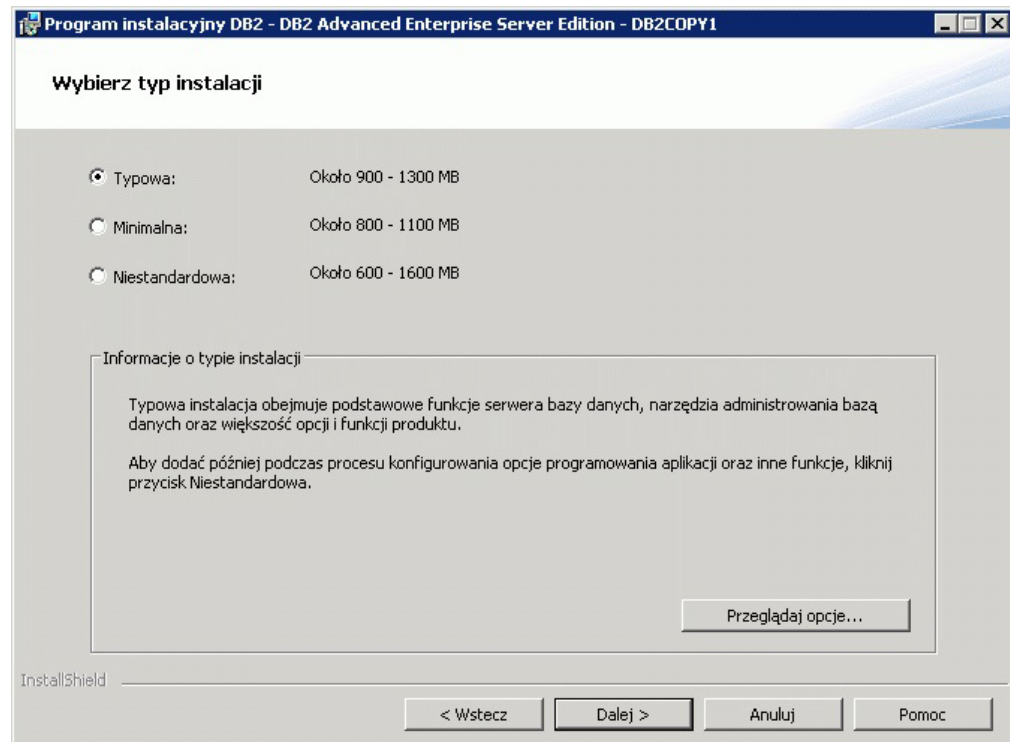 Program instalacyjny DB2 - DB2 Advanced Enterprise Server Edition - DB2COPY1
Wybierz typ instalacji
Typowa: Około 900 - 1300 MB
Minimalna: Około 800 - 1100 MB
Niestandardowa: Około 600 - 1600 MB
Informacje o typie instalacji
Typowa instalacja obejmuje podstawowe funkcje serwera bazy danych, narzędzia administrowania bazą
danych oraz większość opcji i funkcji produktu.
Aby dodać później podczas procesu konfigurowania opcje programowania aplikacji oraz inne funkcje, kliknij
przycisk Niestandardowa.
Przeglądaj opcje...
InstallShield
< Wstecz Dalej > Anuluj Pomoc